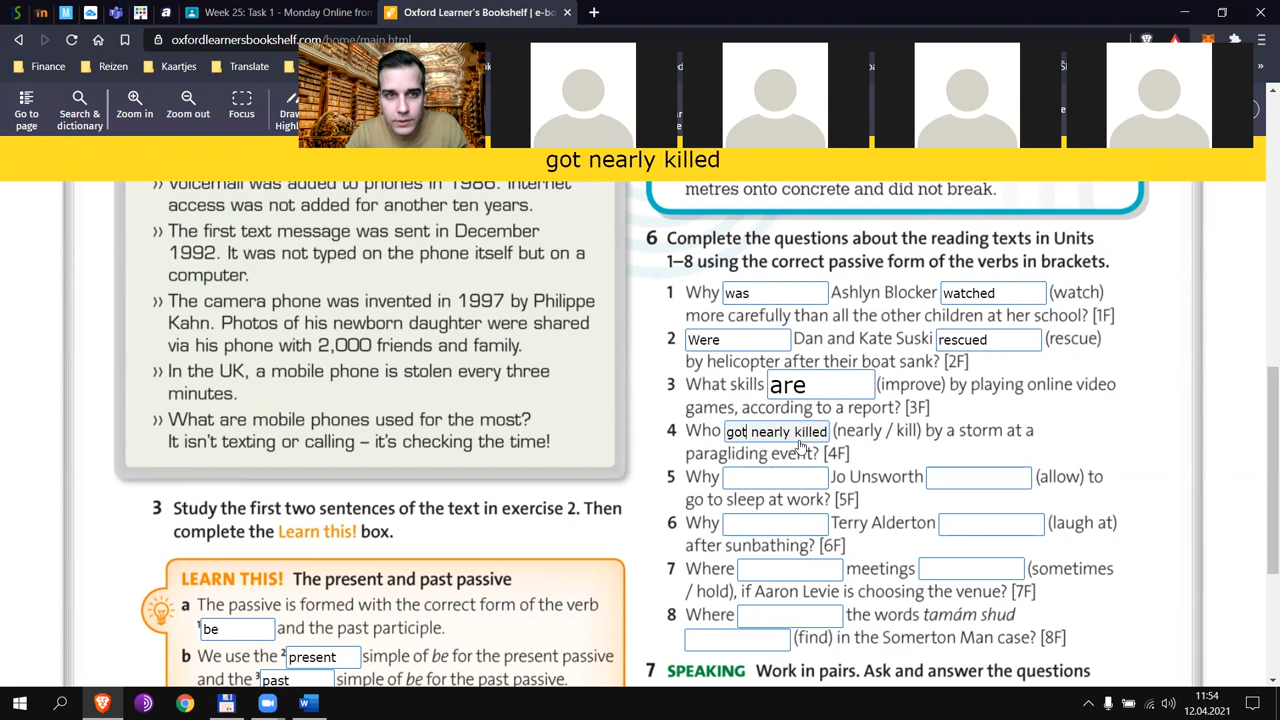 Week 25: Task 1 - Monday Online from
Oxford Learner's Bookshelf | e-bo
oxfordlearnersbookshelf.com/home/main.html
Finance
Reizen
Kaartjes
Translate
Go to page
Search & dictionary
Zoom in
Zoom out
Focus
got nearly killed
Voicemail was added to phones in 1986. Internet
access was not added for another ten years.
›› The first text message was sent in December
1992. It was not typed on the phone itself but on a
computer.
›› The camera phone was invented in 1997 by Philippe
Kahn. Photos of his newborn daughter were shared
via his phone with 2,000 friends and family.
›› In the UK, a mobile phone is stolen every three
minutes.
›› What are mobile phones used for the most?
It isn't texting or calling – it's checking the time!
3 Study the first two sentences of the text in exercise 2. Then
complete the Learn this! box.
LEARN THIS! The present and past passive
a The passive is formed with the correct form of the verb
1 be and the past participle.
b We use the 2 present simple of be for the present passive
and the 3 past simple of be for the past passive.
metres onto concrete and did not break.
6 Complete the questions about the reading texts in Units
1–8 using the correct passive form of the verbs in brackets.
1 Why was Ashlyn Blocker watched (watch)
more carefully than all the other children at her school? [1F]
2 Were Dan and Kate Suski rescued (rescue)
by helicopter after their boat sank? [2F]
3 What skills are (improve) by playing online video
games, according to a report? [3F]
4 Who got nearly killed (nearly / kill) by a storm at a
paragliding event? [4F]
5 Why Jo Unsworth (allow) to
go to sleep at work? [5F]
6 Why Terry Alderton (laugh at)
after sunbathing? [6F]
7 Where meetings (sometimes
/ hold), if Aaron Levie is choosing the venue? [7F]
8 Where the words tamám shud
(find) in the Somerton Man case? [8F]
7 SPEAKING Work in pairs. Ask and answer the questions
11:54
12.04.2021